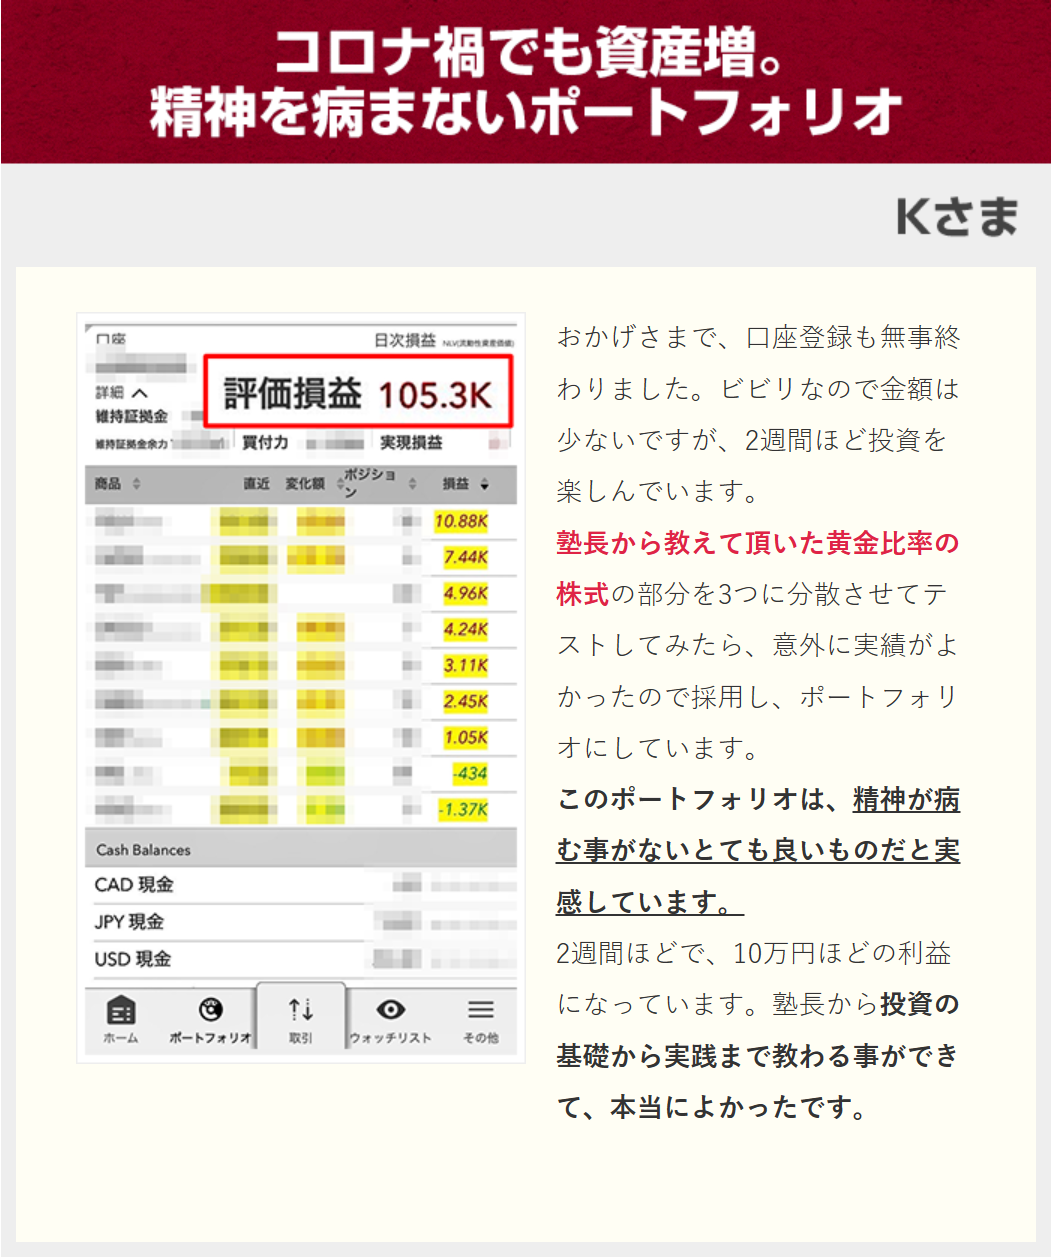 コロナ禍でも資産増。
精神を病まないポートフォリオ
Kさま
口座
日次損益 NLV(流動性資産価値)
評価損益 105.3K
詳細
維持証拠金
維持証拠金余力 買付力 実現損益
商品 直近 変化額 ポジション 損益
10.88K
7.44K
4.96K
4.24K
3.11K
2.45K
1.05K
-434
-1.37K
Cash Balances
CAD 現金
JPY 現金
USD 現金
ホーム ポートフォリオ 取引 ウォッチリスト その他
おかげさまで、口座登録も無事終
わりました。ビビリなので金額は
少ないですが、2週間ほど投資を
楽しんでいます。
塾長から教えて頂いた黄金比率の
株式の部分を3つに分散させてテ
ストしてみたら、意外に実績がよ
かったので採用し、ポートフォリ
オにしています。
このポートフォリオは、精神が病
む事がないとても良いものだと実
感しています。
2週間ほどで、10万円ほどの利益
になっています。塾長から投資の
基礎から実践まで教わる事ができ
て、本当によかったです。